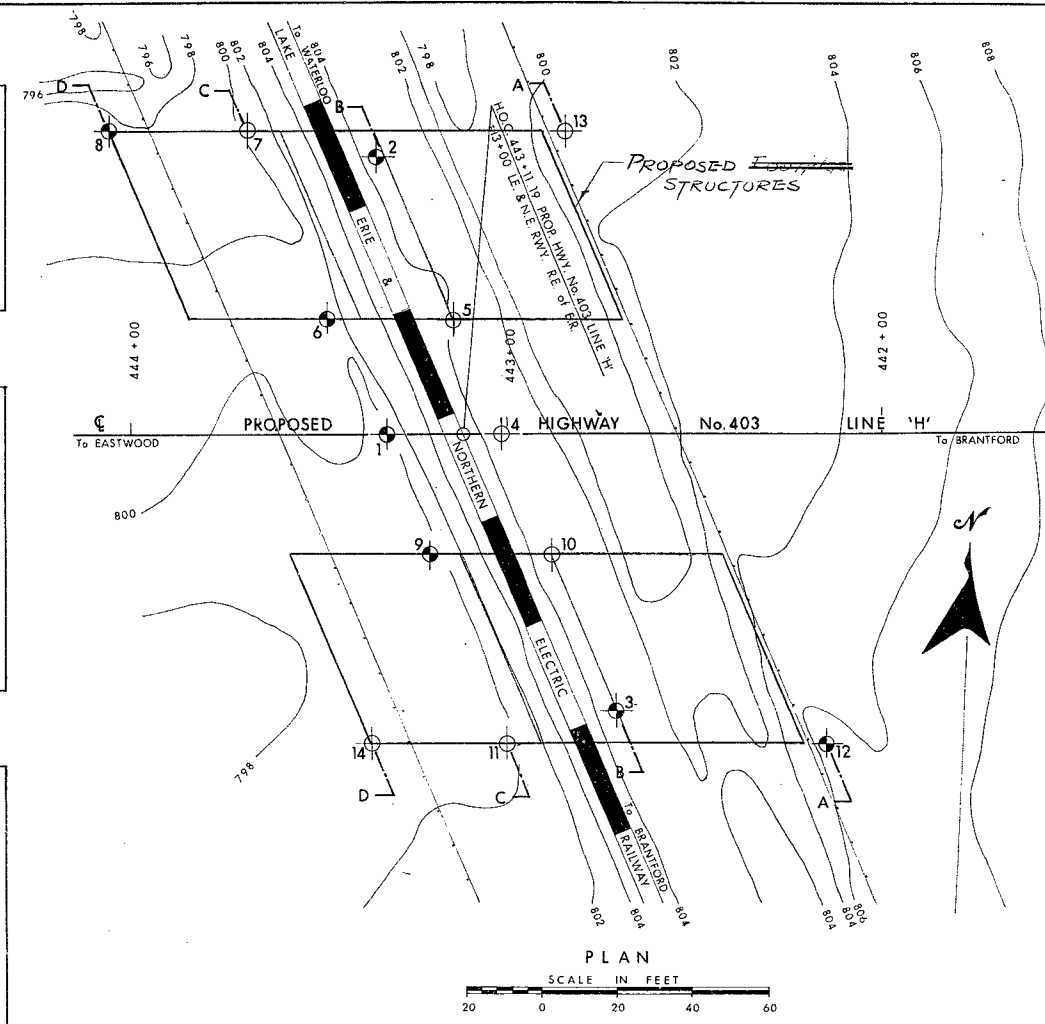 798
796
798
800
802
804
LAKE
To WATERLOO
804
802
798
A
800
802
804
806
808
D
C
B
796
8
7
2
13
PROPOSED
STRUCTURES
H.O.C. 443+11.19 PROP. HWY. No. 403 LINE 'H'
=13+00 L.E. & N.E. RWY. R.E. of E.R.
ERIE
&
6
5
444+00
443+00
442+00
℄ PROPOSED HIGHWAY No. 403 LINE 'H'
To EASTWOOD
1
4
To BRANTFORD
NORTHERN
800
9
10
N
ELECTRIC
3
14
11
12
798
D
C
B
A
To BRANTFORD
RAILWAY
802
804
804
804
804
806
PLAN
SCALE IN FEET
20 0 20 40 60